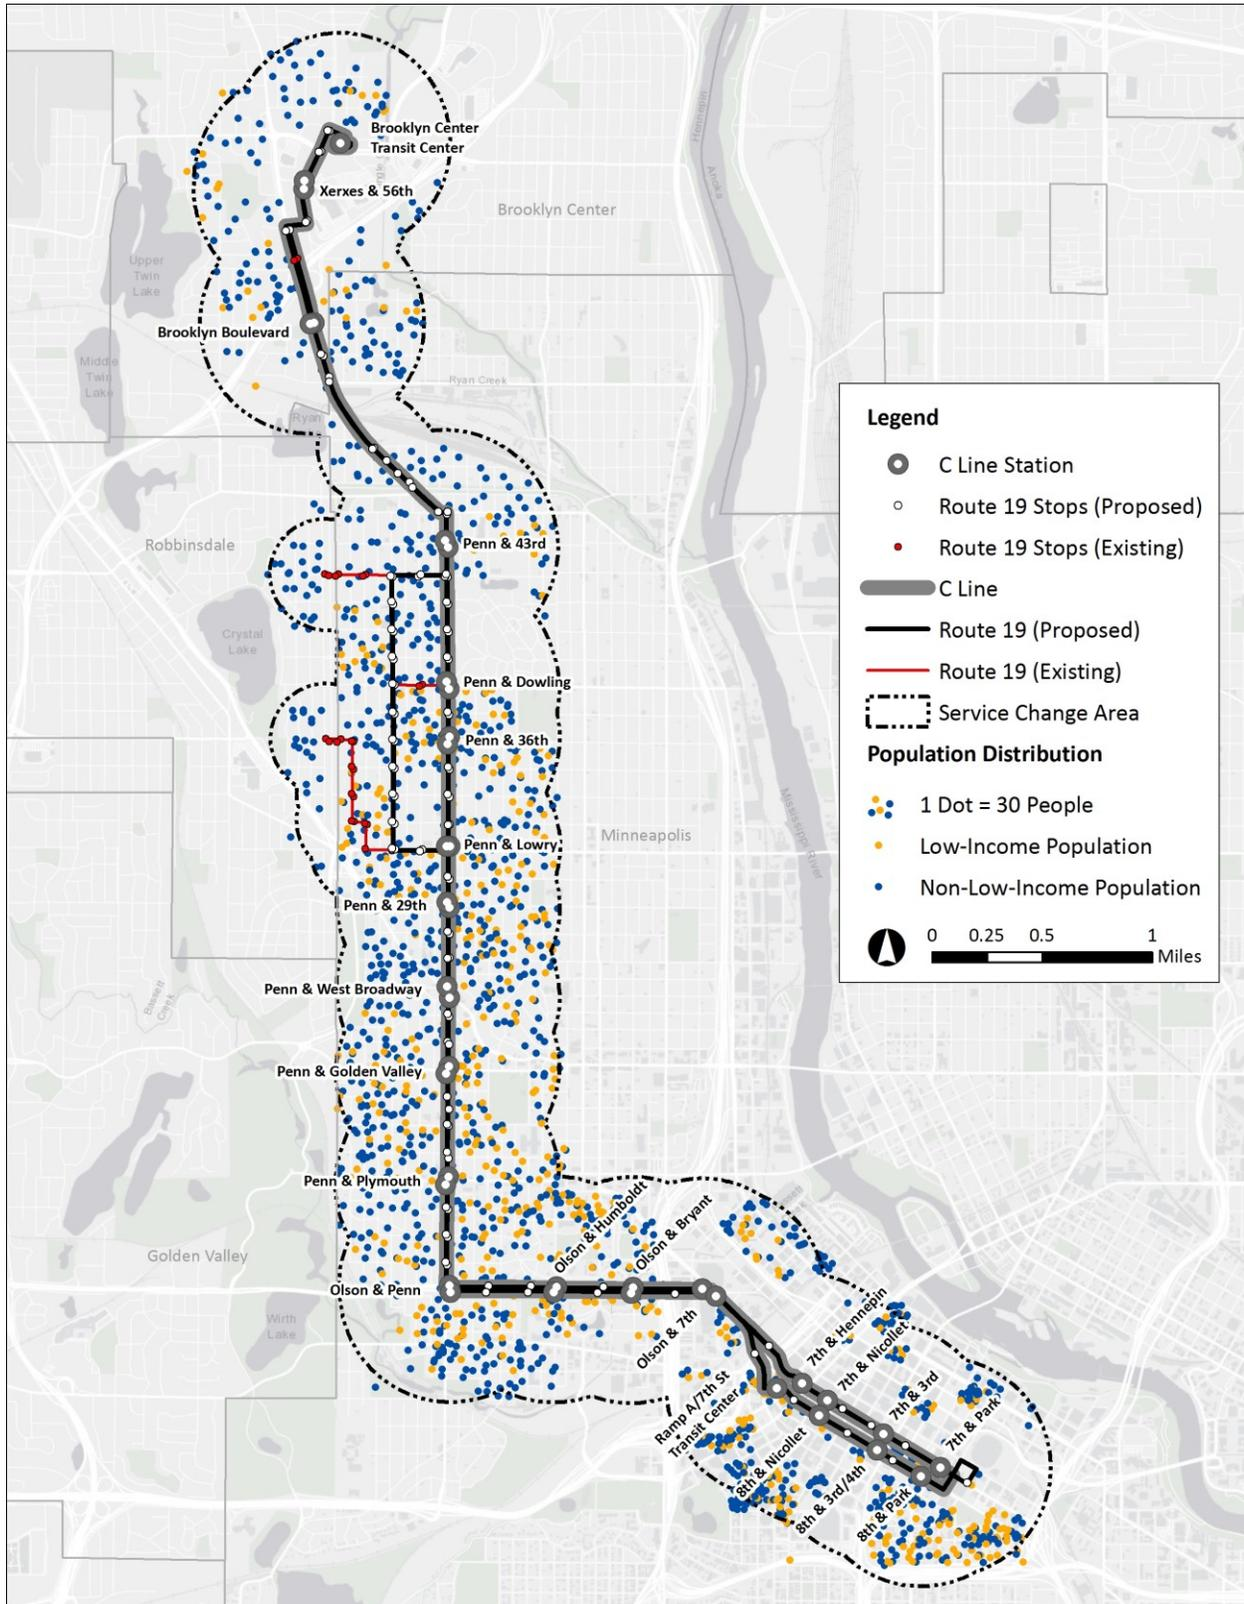 Hennepin
Anoka
Brooklyn Center
Transit Center
Xerxes & 56th
Brooklyn Center
Upper
Twin
Lake
Brooklyn Boulevard
Middle
Twin
Lake
Ryan Creek
Ryan
Robbinsdale
Penn & 43rd
Crystal
Lake
Penn & Dowling
Penn & 36th
Mississippi River
Minneapolis
Penn & Lowry
Penn & 29th
Penn & West Broadway
Bassett
Creek
Penn & Golden Valley
Penn & Plymouth
Golden Valley
Olson & Humboldt
Olson & Bryant
Olson & Penn
Wirth
Lake
Olson & 7th
7th & Hennepin
7th & Nicollet
7th & 3rd
7th & Park
Ramp A/7th St
Transit Center
8th & Nicollet
8th & 3rd/4th
8th & Park
Legend
C Line Station
Route 19 Stops (Proposed)
Route 19 Stops (Existing)
C Line
Route 19 (Proposed)
Route 19 (Existing)
Service Change Area
Population Distribution
1 Dot = 30 People
Low-Income Population
Non-Low-Income Population
0 0.25 0.5 1
Miles